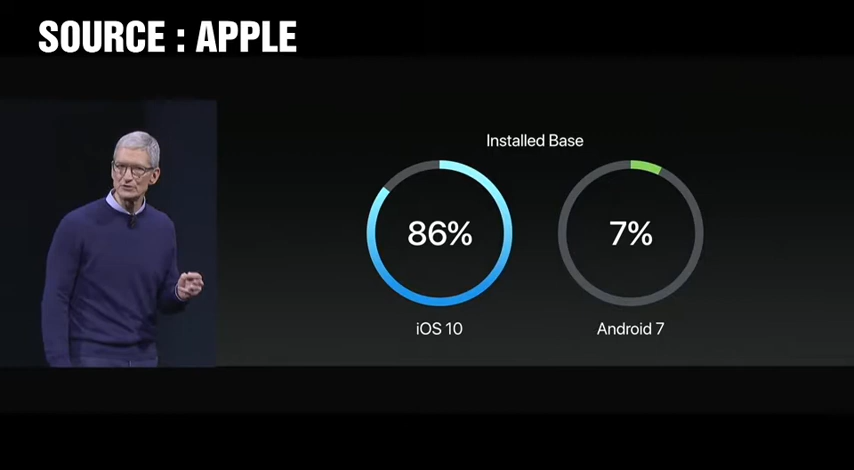 SOURCE : APPLE
Installed Base
86%
7%
iOS 10
Android 7